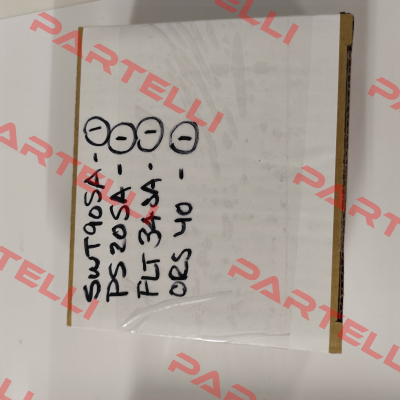 SWT90SA - 1
PS20SA - 1
FLT34SA - 1
ORS 40 - 1
PARTELLI
PARTELLI
PARTELLI
PARTELLI
PARTELLI